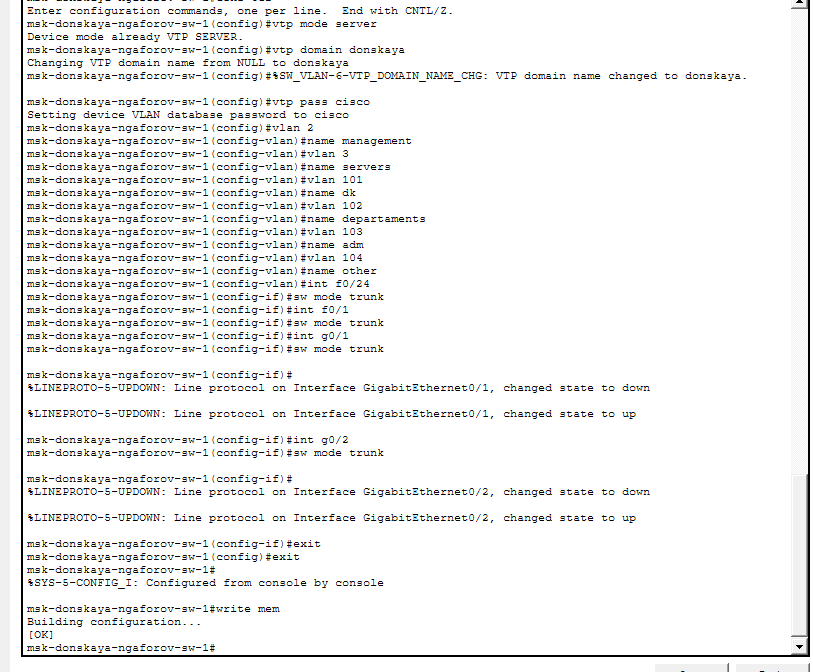 Enter configuration commands, one per line.  End with CNTL/Z.
msk-donskaya-ngaforov-sw-1(config)#vtp mode server
Device mode already VTP SERVER.
msk-donskaya-ngaforov-sw-1(config)#vtp domain donskaya
Changing VTP domain name from NULL to donskaya
msk-donskaya-ngaforov-sw-1(config)#%SW_VLAN-6-VTP_DOMAIN_NAME_CHG: VTP domain name changed to donskaya.
msk-donskaya-ngaforov-sw-1(config)#vtp pass cisco
Setting device VLAN database password to cisco
msk-donskaya-ngaforov-sw-1(config)#vlan 2
msk-donskaya-ngaforov-sw-1(config-vlan)#name management
msk-donskaya-ngaforov-sw-1(config-vlan)#vlan 3
msk-donskaya-ngaforov-sw-1(config-vlan)#name servers
msk-donskaya-ngaforov-sw-1(config-vlan)#vlan 101
msk-donskaya-ngaforov-sw-1(config-vlan)#name dk
msk-donskaya-ngaforov-sw-1(config-vlan)#vlan 102
msk-donskaya-ngaforov-sw-1(config-vlan)#name departaments
msk-donskaya-ngaforov-sw-1(config-vlan)#vlan 103
msk-donskaya-ngaforov-sw-1(config-vlan)#name adm
msk-donskaya-ngaforov-sw-1(config-vlan)#vlan 104
msk-donskaya-ngaforov-sw-1(config-vlan)#name other
msk-donskaya-ngaforov-sw-1(config-vlan)#int f0/24
msk-donskaya-ngaforov-sw-1(config-if)#sw mode trunk
msk-donskaya-ngaforov-sw-1(config-if)#int f0/1
msk-donskaya-ngaforov-sw-1(config-if)#sw mode trunk
msk-donskaya-ngaforov-sw-1(config-if)#int g0/1
msk-donskaya-ngaforov-sw-1(config-if)#sw mode trunk
msk-donskaya-ngaforov-sw-1(config-if)#
%LINEPROTO-5-UPDOWN: Line protocol on Interface GigabitEthernet0/1, changed state to down
%LINEPROTO-5-UPDOWN: Line protocol on Interface GigabitEthernet0/1, changed state to up
msk-donskaya-ngaforov-sw-1(config-if)#int g0/2
msk-donskaya-ngaforov-sw-1(config-if)#sw mode trunk
msk-donskaya-ngaforov-sw-1(config-if)#
%LINEPROTO-5-UPDOWN: Line protocol on Interface GigabitEthernet0/2, changed state to down
%LINEPROTO-5-UPDOWN: Line protocol on Interface GigabitEthernet0/2, changed state to up
msk-donskaya-ngaforov-sw-1(config-if)#exit
msk-donskaya-ngaforov-sw-1(config)#exit
msk-donskaya-ngaforov-sw-1#
%SYS-5-CONFIG_I: Configured from console by console
msk-donskaya-ngaforov-sw-1#write mem
Building configuration...
[OK]
msk-donskaya-ngaforov-sw-1#